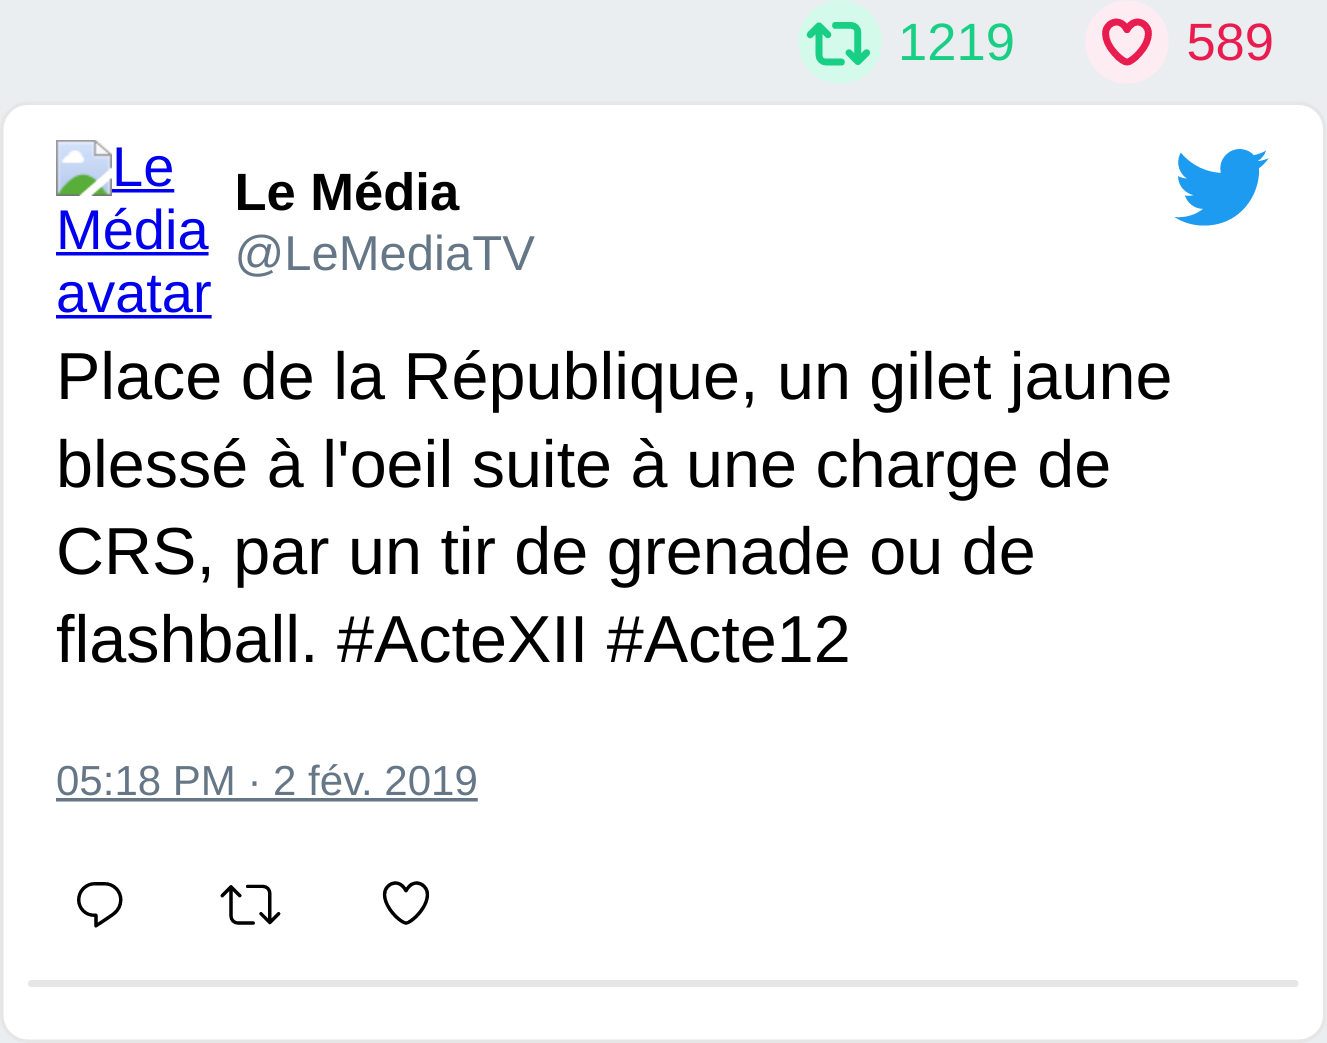 1219 589
Le
Média
avatar
Le Média
@LeMediaTV
Place de la République, un gilet jaune
blessé à l'oeil suite à une charge de
CRS, par un tir de grenade ou de
flashball. #ActeXII #Acte12
05:18 PM · 2 fév. 2019